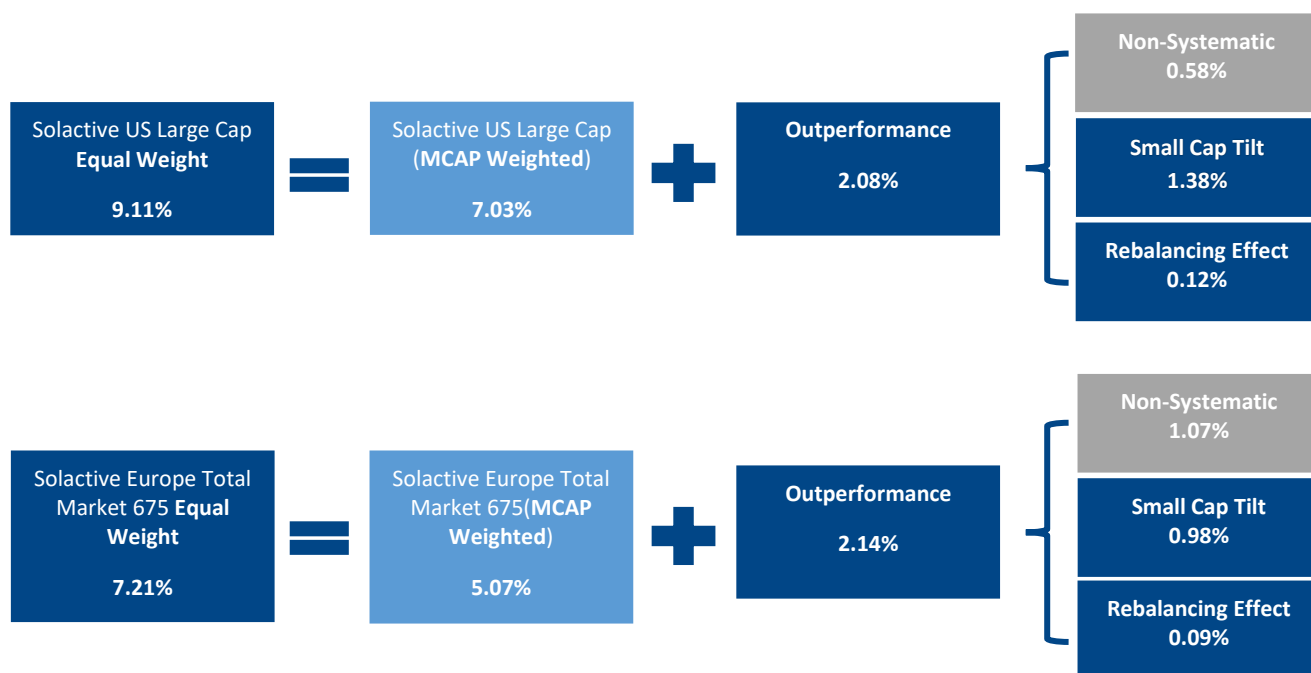 Solactive US Large Cap
Equal Weight
9.11%
Solactive US Large Cap
(MCAP Weighted)
7.03%
Outperformance
2.08%
Non-Systematic
0.58%
Small Cap Tilt
1.38%
Rebalancing Effect
0.12%
Solactive Europe Total
Market 675 Equal
Weight
7.21%
Solactive Europe Total
Market 675(MCAP
Weighted)
5.07%
Outperformance
2.14%
Non-Systematic
1.07%
Small Cap Tilt
0.98%
Rebalancing Effect
0.09%